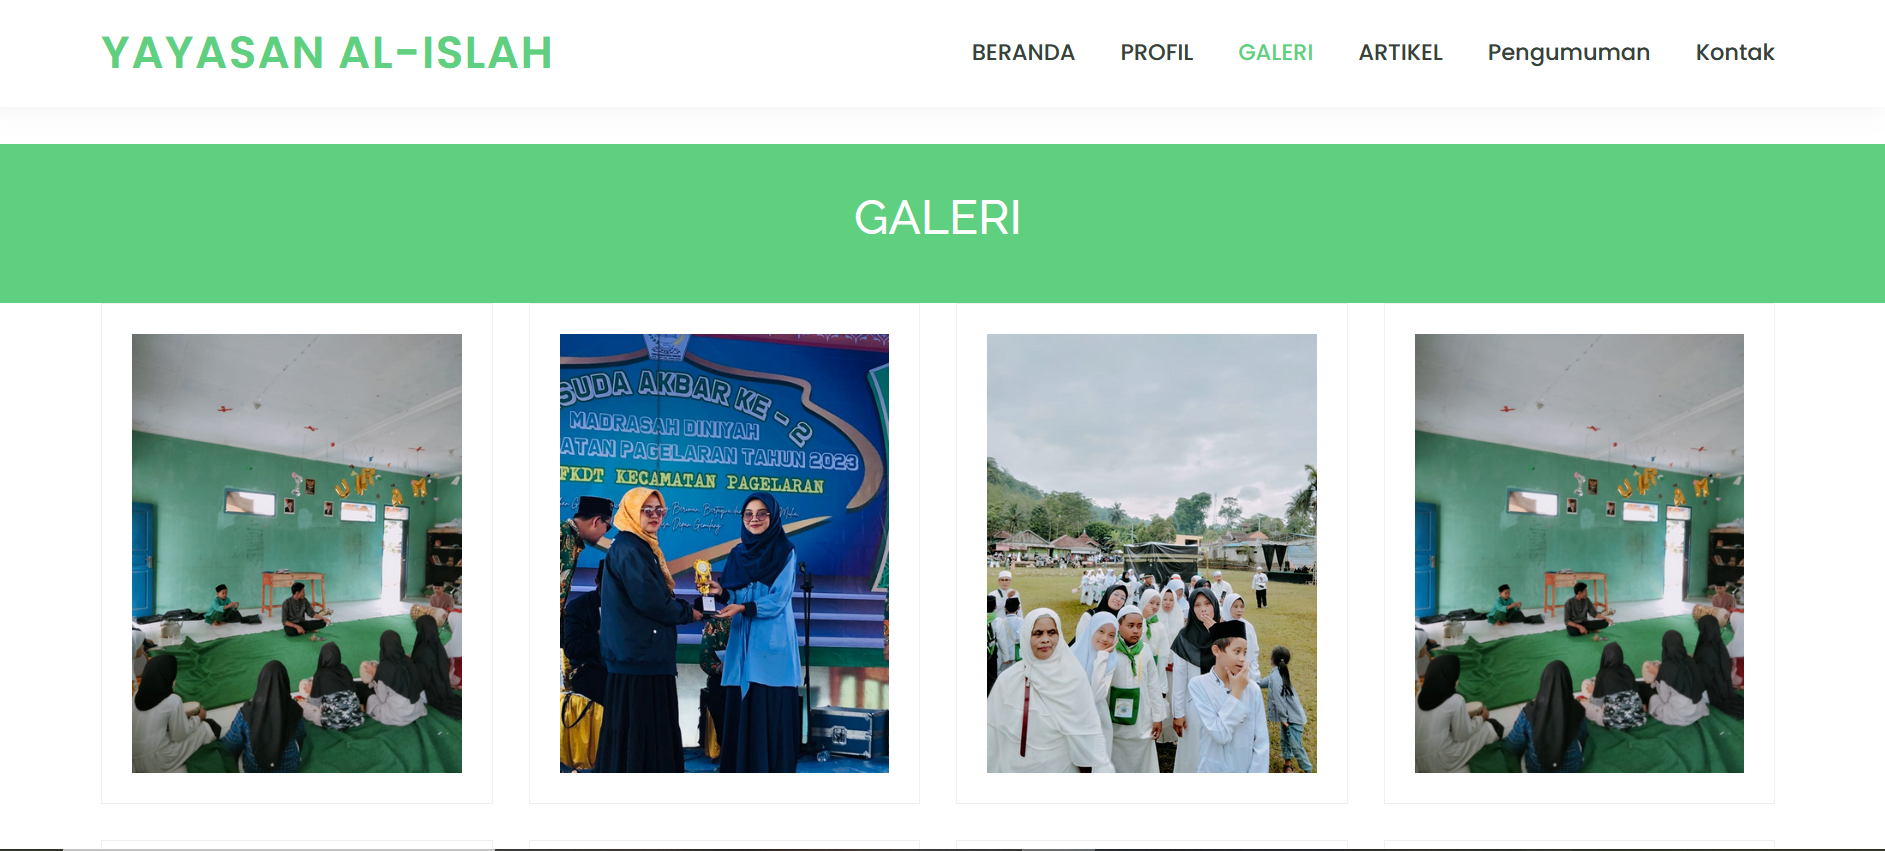 YAYASAN AL-ISLAH
BERANDA PROFIL GALERI ARTIKEL Pengumuman Kontak
GALERI
SUDA AKBAR KE - 2
MADRASAH DINIYAH
ATAN PAGELARAN TAHUN 2023
FKDT KECAMATAN PAGELARAN